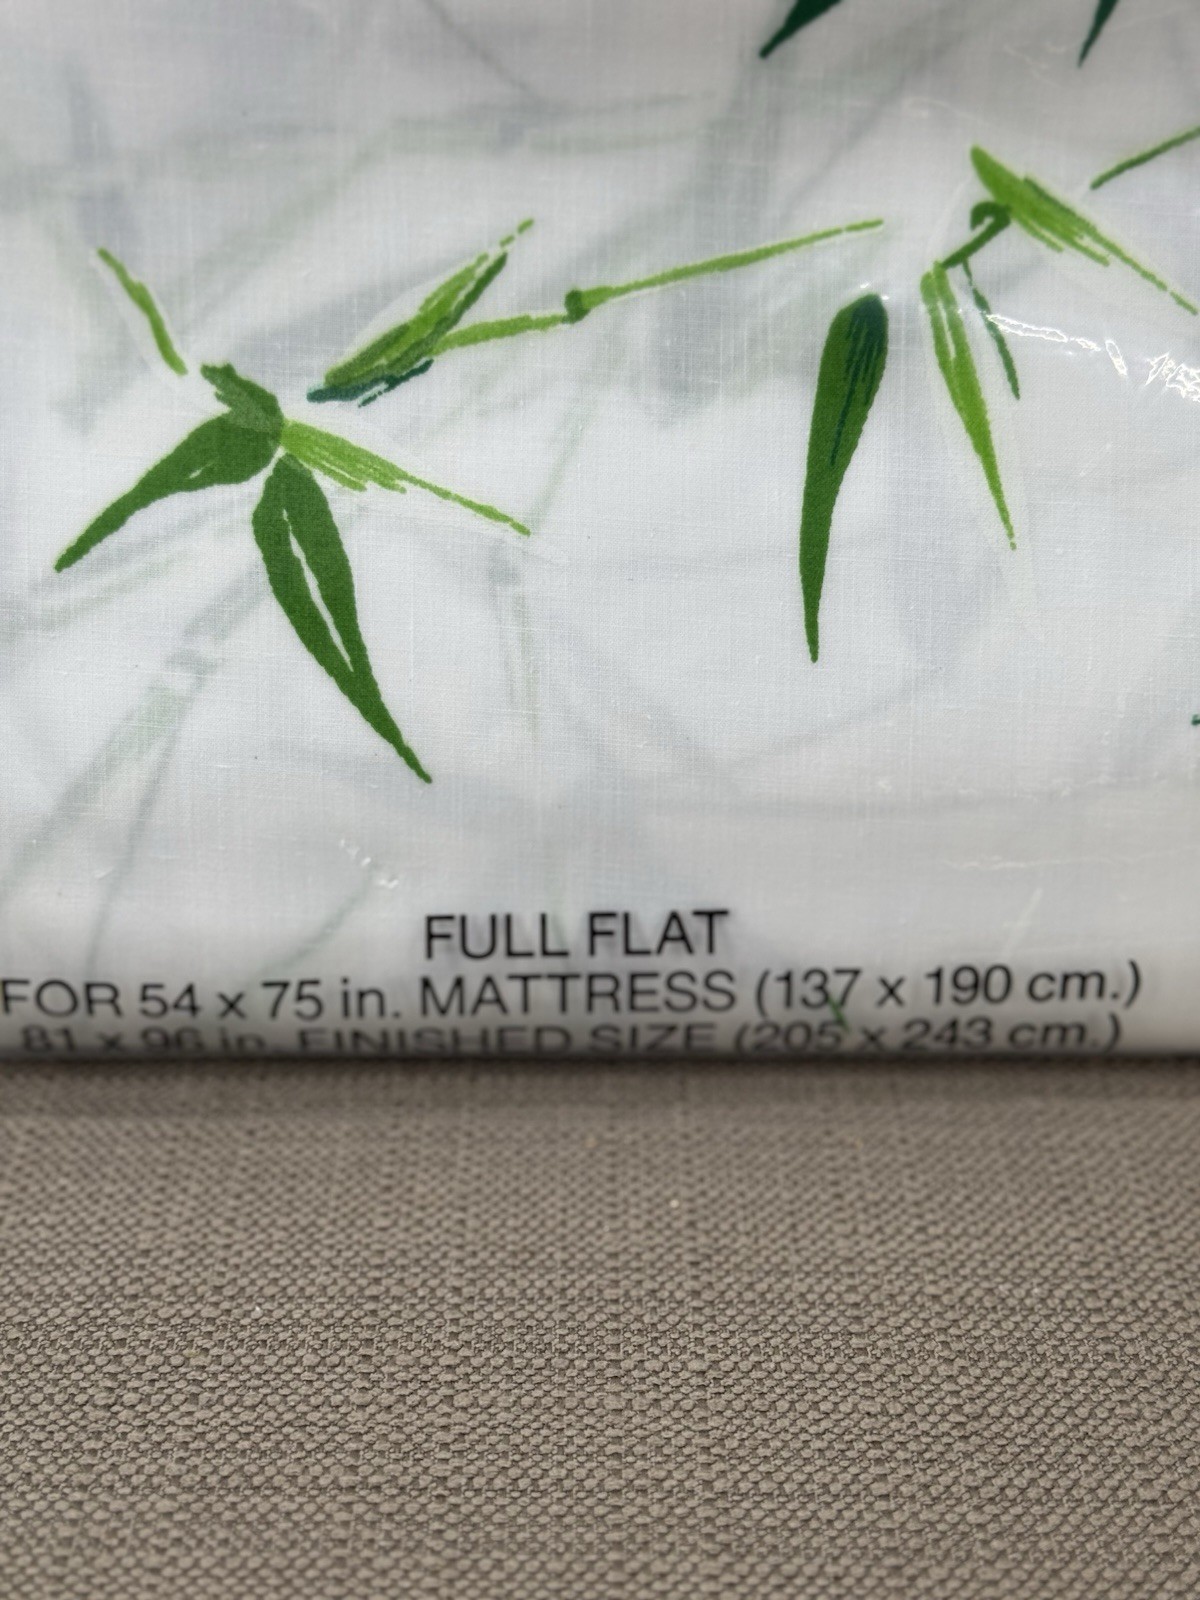 FULL FLAT
FOR 54 x 75 in. MATTRESS (137 x 190 cm.)
81 x 96 in. FINISHED SIZE (205 x 243 cm.)